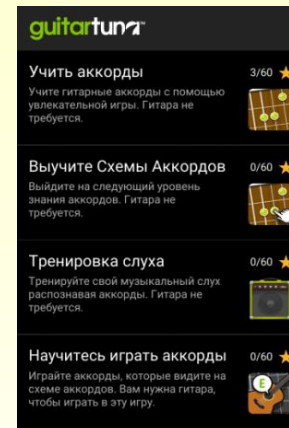 guitartuna
Учить аккорды
3/60
Учите гитарные аккорды с помощью
увлекательной игры. Гитара не
требуется.
Выучите Схемы Аккордов
0/60
Выйдите на следующий уровень
знания аккордов. Гитара не
требуется.
Тренировка слуха
0/60
Тренируйте свой музыкальный слух
распознавая аккорды. Гитара не
требуется.
Научитесь играть аккорды
0/60
Играйте аккорды, которые видите на
схеме аккордов. Вам нужна гитара,
чтобы играть в эту игру.
E